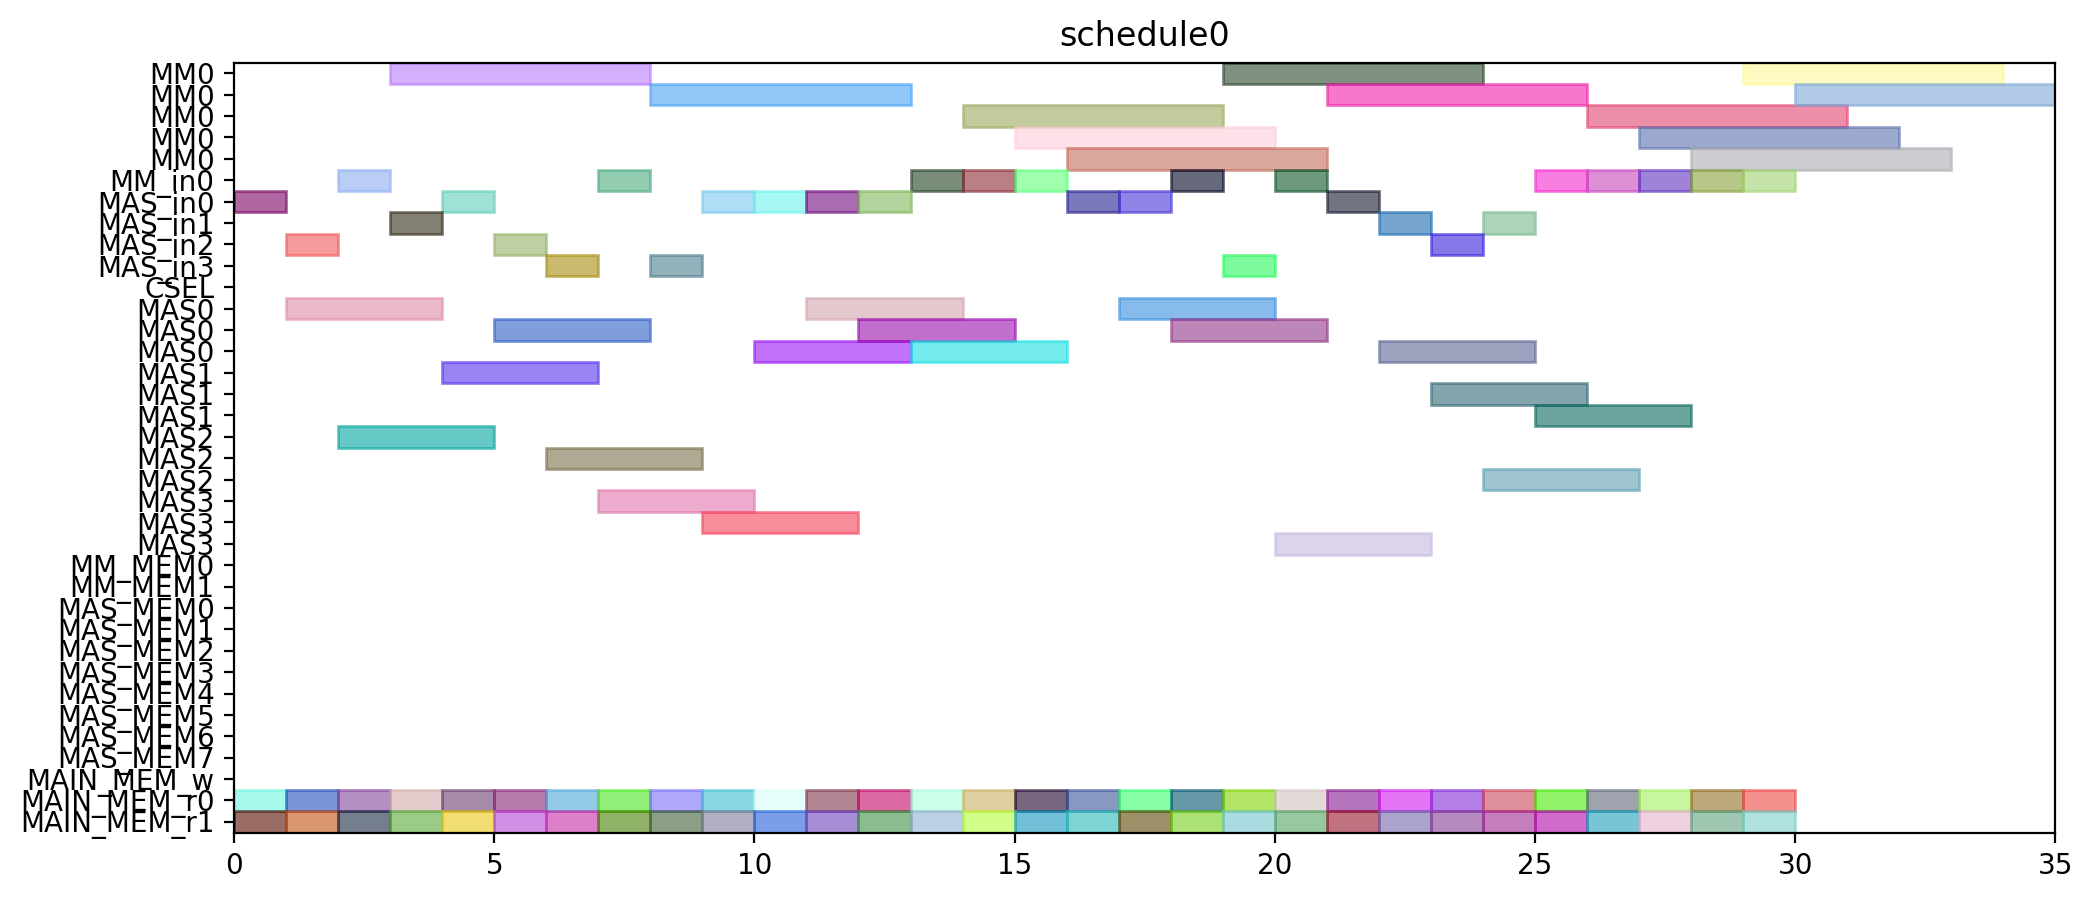 schedule0
MM0
MM0
MM0
MM0
MM0
MM_in0
MAS_in0
MAS_in1
MAS_in2
MAS_in3
CSEL
MAS0
MAS0
MAS0
MAS1
MAS1
MAS1
MAS2
MAS2
MAS2
MAS3
MAS3
MAS3
MM_MEM0
MM_MEM1
MAS_MEM0
MAS_MEM1
MAS_MEM2
MAS_MEM3
MAS_MEM4
MAS_MEM5
MAS_MEM6
MAS_MEM7
MAIN_MEM_w
MAIN_MEM_r0
MAIN_MEM_r1
0 5 10 15 20 25 30 35